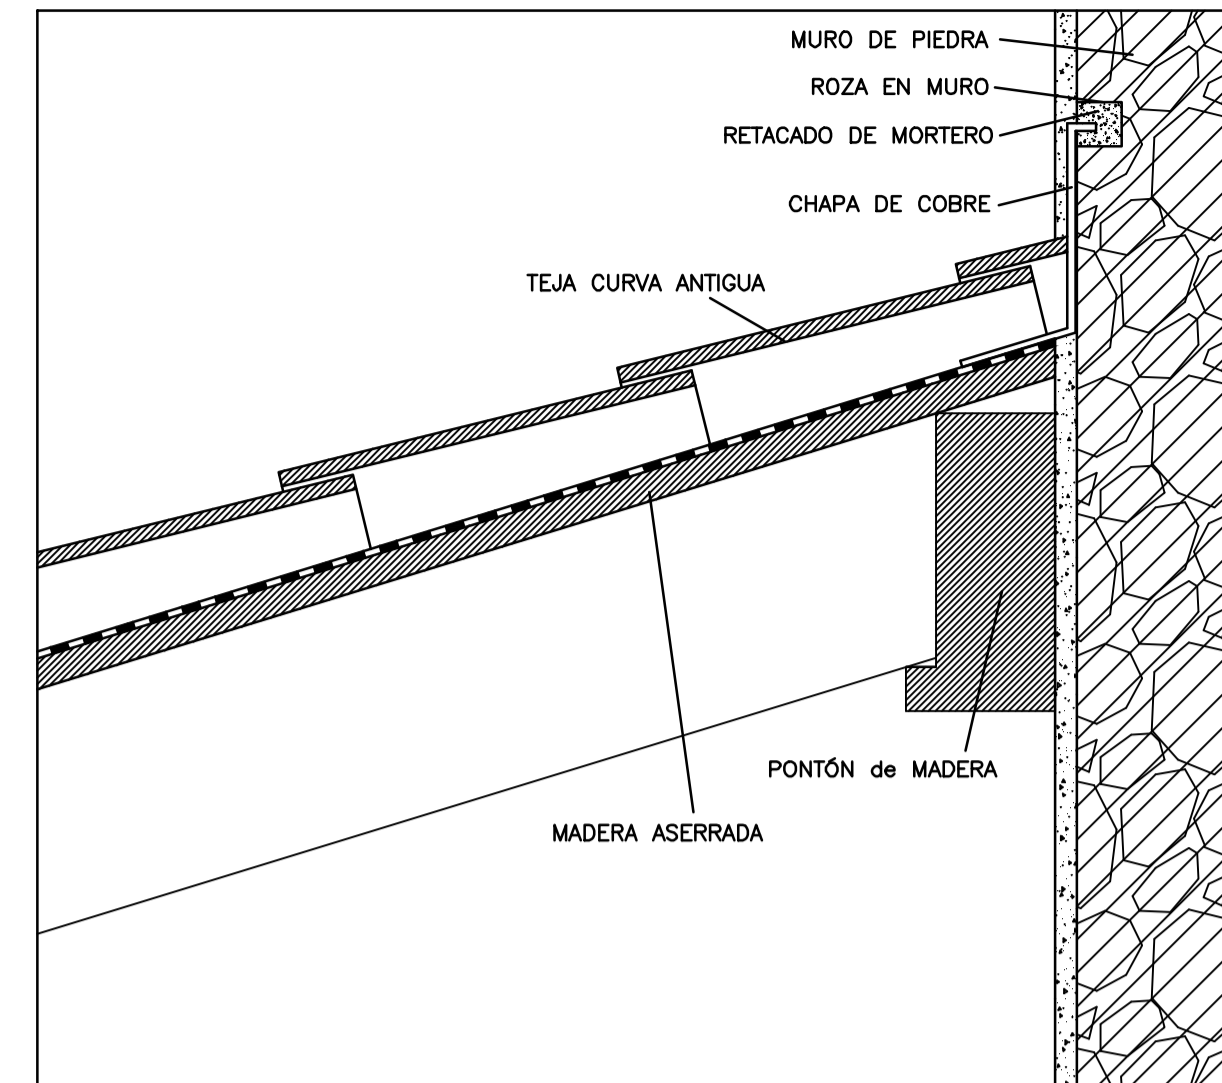 MURO DE PIEDRA
ROZA EN MURO
RETACADO DE MORTERO
CHAPA DE COBRE
TEJA CURVA ANTIGUA
PONTÓN de MADERA
MADERA ASERRADA